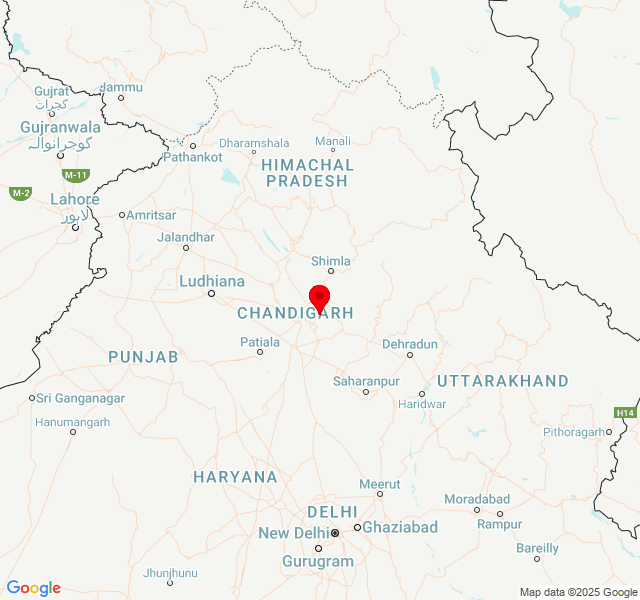 Gujrat
گجرات
Jammu
Gujranwala
گوجرانوالہ
Pathankot
Dharamshala
Manali
HIMACHAL
PRADESH
M-11
M-2
Lahore
لاہور
Amritsar
Jalandhar
Shimla
Ludhiana
CHANDIGARH
Patiala
Dehradun
PUNJAB
Saharanpur
UTTARAKHAND
Sri Ganganagar
Haridwar
H14
Hanumangarh
Pithoragarh
HARYANA
Meerut
Moradabad
DELHI
Rampur
New Delhi
Ghaziabad
Gurugram
Bareilly
Jhunjhunu
Google
Map data ©2025 Google